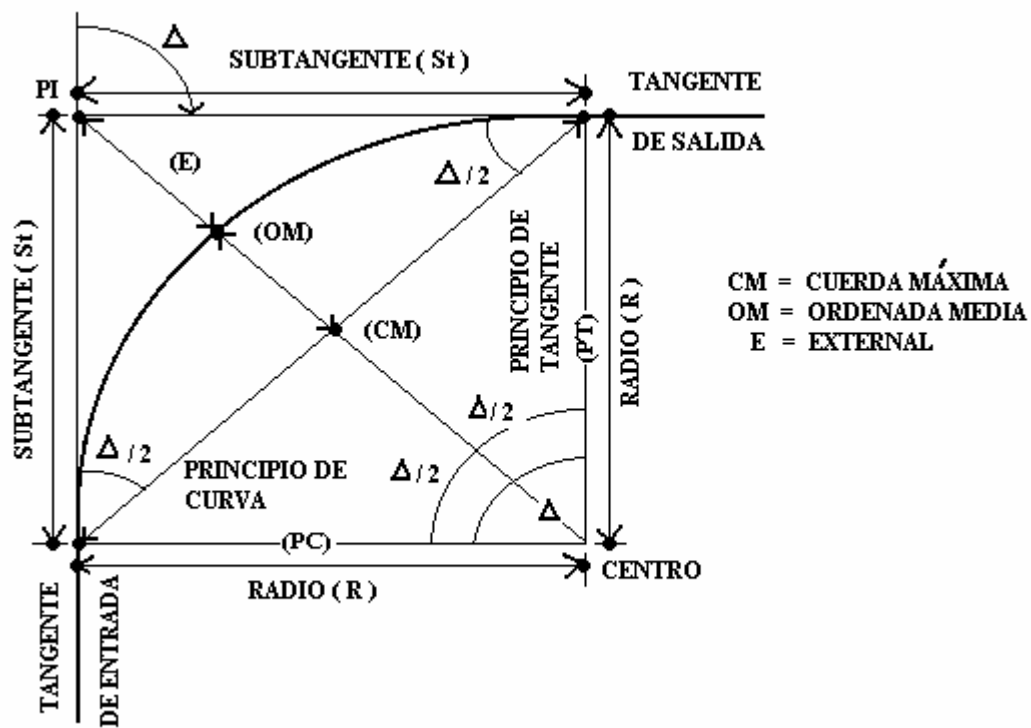 Δ
SUBTANGENTE ( St )
PI
TANGENTE
DE SALIDA
(E)
Δ/2
(OM)
SUBTANGENTE ( St )
PRINCIPIO DE
TANGENTE
(PT)
RADIO ( R )
CM = CUERDA MÁXIMA
OM = ORDENADA MEDIA
E = EXTERNAL
(CM)
Δ/2
Δ/2
PRINCIPIO DE
CURVA
Δ/2
Δ
(PC)
CENTRO
RADIO ( R )
TANGENTE
DE ENTRADA